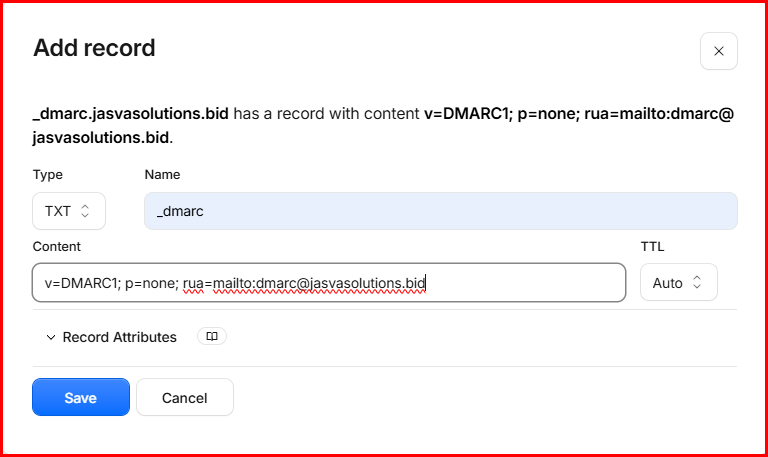 Add record
_dmarc.jasvasolutions.bid has a record with content v=DMARC1; p=none; rua=mailto:dmarc@
jasvasolutions.bid.
Type Name
TXT _dmarc
Content TTL
v=DMARC1; p=none; rua=mailto:dmarc@jasvasolutions.bid Auto
Record Attributes
Save Cancel